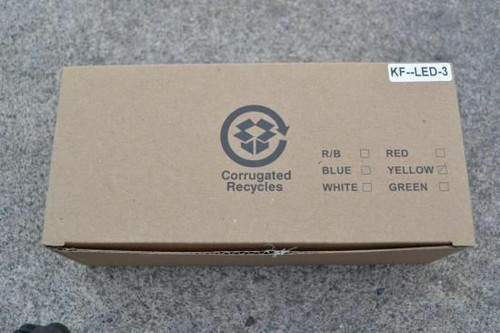 KF--LED-3
Corrugated
Recycles
R/B RED
BLUE YELLOW
WHITE GREEN